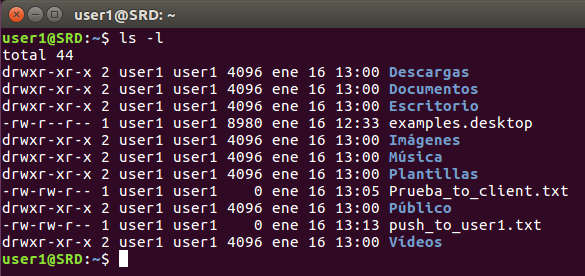 user1@SRD: ~
user1@SRD:~$ ls -l
total 44
drwxr-xr-x 2 user1 user1 4096 ene 16 13:00 Descargas
drwxr-xr-x 2 user1 user1 4096 ene 16 13:00 Documentos
drwxr-xr-x 2 user1 user1 4096 ene 16 13:00 Escritorio
-rw-r--r-- 1 user1 user1 8980 ene 16 12:33 examples.desktop
drwxr-xr-x 2 user1 user1 4096 ene 16 13:00 Imágenes
drwxr-xr-x 2 user1 user1 4096 ene 16 13:00 Música
drwxr-xr-x 2 user1 user1 4096 ene 16 13:00 Plantillas
-rw-rw-r-- 1 user1 user1    0 ene 16 13:05 Prueba_to_client.txt
drwxr-xr-x 2 user1 user1 4096 ene 16 13:00 Público
-rw-rw-r-- 1 user1 user1    0 ene 16 13:13 push_to_user1.txt
drwxr-xr-x 2 user1 user1 4096 ene 16 13:00 Vídeos
user1@SRD:~$